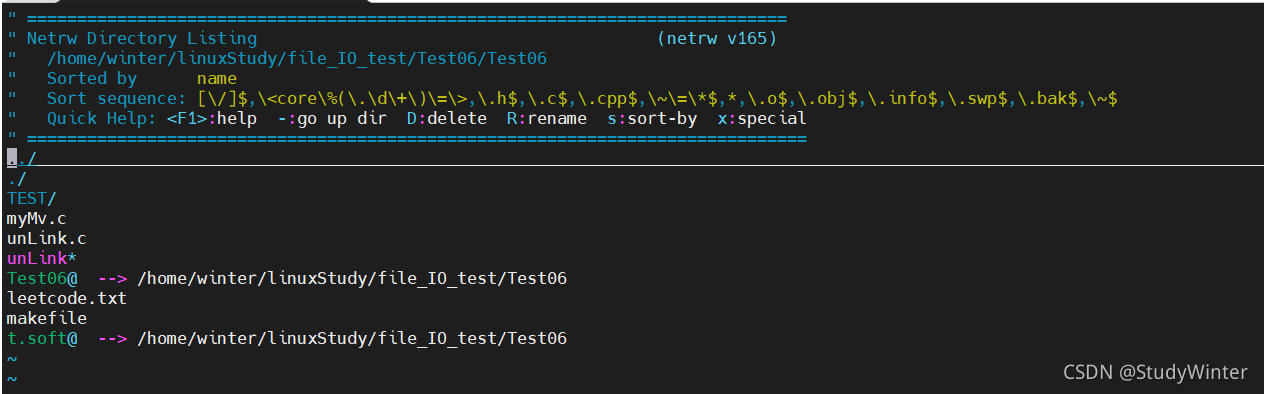 " ============================================================================
" Netrw Directory Listing                                        (netrw v165)
"   /home/winter/linuxStudy/file_IO_test/Test06/Test06
"   Sorted by      name
"   Sort sequence: [\/]$,\<core\%(\.\d\+\)\=\>,\.h$,\.c$,\.cpp$,\~\=\*$,*,\.o$,\.obj$,\.info$,\.swp$,\.bak$,\~$
"   Quick Help: <F1>:help  -:go up dir  D:delete  R:rename  s:sort-by  x:special
" ==============================================================================
../
./
TEST/
myMv.c
unLink.c
unLink*
Test06@  --> /home/winter/linuxStudy/file_IO_test/Test06
leetcode.txt
makefile
t.soft@  --> /home/winter/linuxStudy/file_IO_test/Test06
~
~
CSDN @StudyWinter